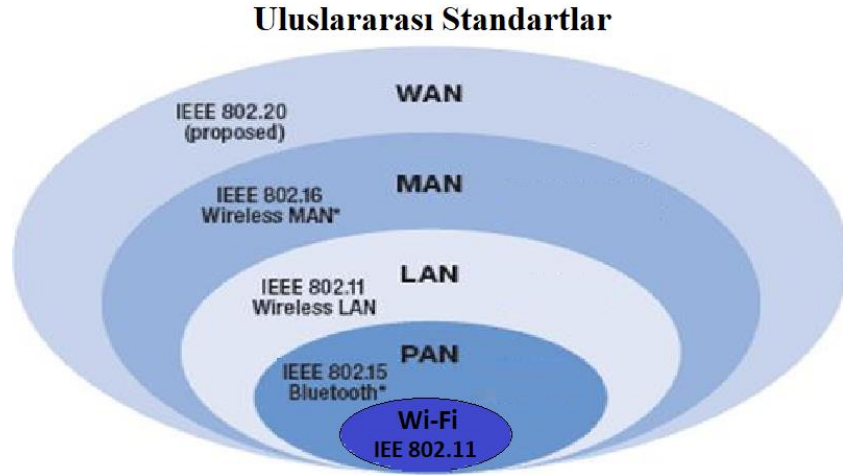 Uluslararası Standartlar
WAN
IEEE 802.20
(proposed)
MAN
IEEE 802.16
Wireless MAN*
LAN
IEEE 802.11
Wireless LAN
PAN
IEEE 802.15
Bluetooth*
Wi-Fi
IEE 802.11